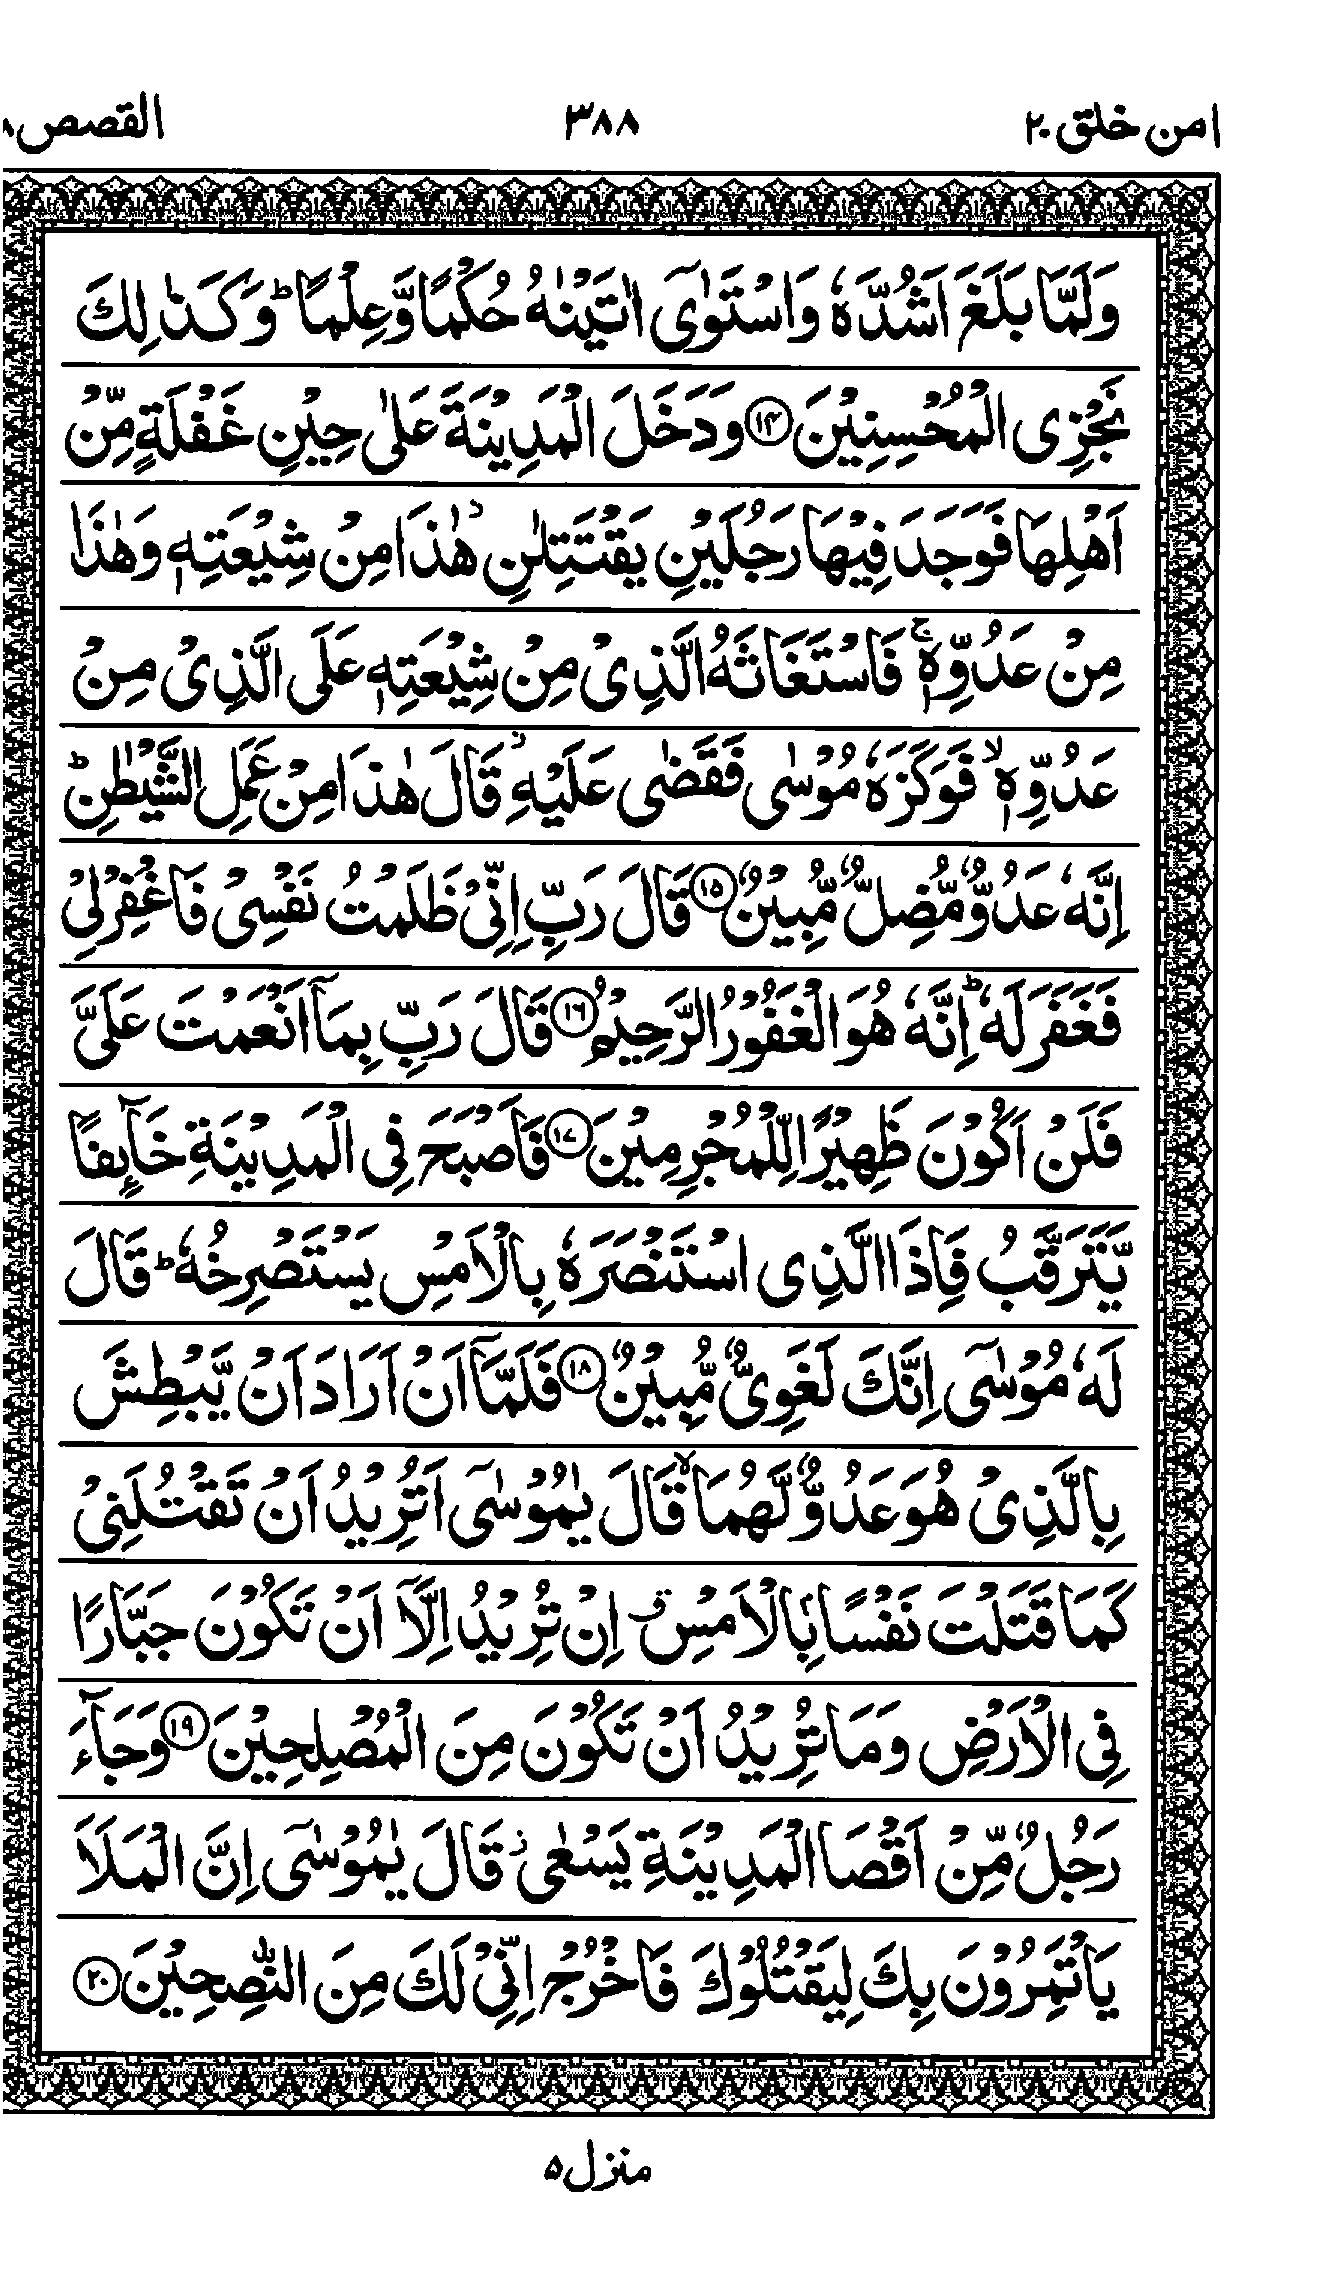 امن خلق ٢٠
٣٨٨
القصص ٨
وَلَمَّا بَلَغَ اَشُدَّهٗ وَاسْتَوٰٓى اٰتَيْنٰهُ حُكْمًا وَّعِلْمًا ؕ وَكَذٰلِكَ
نَجْزِى الْمُحْسِنِيْنَ ﴿١٤﴾ وَدَخَلَ الْمَدِيْنَةَ عَلٰى حِيْنِ غَفْلَةٍ مِّنْ
اَهْلِهَا فَوَجَدَ فِيْهَا رَجُلَيْنِ يَقْتَتِلٰنِ ؗ هٰذَا مِنْ شِيْعَتِهٖ وَهٰذَا
مِنْ عَدُوِّهٖ ۚ فَاسْتَغَاثَهُ الَّذِىْ مِنْ شِيْعَتِهٖ عَلَى الَّذِىْ مِنْ
عَدُوِّهٖ ۙ فَوَكَزَهٗ مُوْسٰى فَقَضٰى عَلَيْهِ ؗ قَالَ هٰذَا مِنْ عَمَلِ الشَّيْطٰنِ ؕ
اِنَّهٗ عَدُوٌّ مُّضِلٌّ مُّبِيْنٌ ﴿١٥﴾ قَالَ رَبِّ اِنِّىْ ظَلَمْتُ نَفْسِىْ فَاغْفِرْ لِىْ
فَغَفَرَ لَهٗ ؕ اِنَّهٗ هُوَ الْغَفُوْرُ الرَّحِيْمُ ﴿١٦﴾ قَالَ رَبِّ بِمَاۤ اَنْعَمْتَ عَلَىَّ
فَلَنْ اَكُوْنَ ظَهِيْرًا لِّلْمُجْرِمِيْنَ ﴿١٧﴾ فَاَصْبَحَ فِى الْمَدِيْنَةِ خَآئِفًا
يَّتَرَقَّبُ فَاِذَا الَّذِى اسْتَنْصَرَهٗ بِالْاَمْسِ يَسْتَصْرِخُهٗ ؕ قَالَ
لَهٗ مُوْسٰٓى اِنَّكَ لَغَوِىٌّ مُّبِيْنٌ ﴿١٨﴾ فَلَمَّاۤ اَنْ اَرَادَ اَنْ يَّبْطِشَ
بِالَّذِىْ هُوَ عَدُوٌّ لَّهُمَا ۙ قَالَ يٰمُوْسٰٓى اَتُرِيْدُ اَنْ تَقْتُلَنِىْ
كَمَا قَتَلْتَ نَفْسًۢا بِالْاَمْسِ ۖ اِنْ تُرِيْدُ اِلَّاۤ اَنْ تَكُوْنَ جَبَّارًا
فِى الْاَرْضِ وَمَا تُرِيْدُ اَنْ تَكُوْنَ مِنَ الْمُصْلِحِيْنَ ﴿١٩﴾ وَجَآءَ
رَجُلٌ مِّنْ اَقْصَا الْمَدِيْنَةِ يَسْعٰى ؗ قَالَ يٰمُوْسٰٓى اِنَّ الْمَلَاَ
يَاْتَمِرُوْنَ بِكَ لِيَقْتُلُوْكَ فَاخْرُجْ اِنِّىْ لَكَ مِنَ النّٰصِحِيْنَ ﴿٢٠﴾
منزل ٥